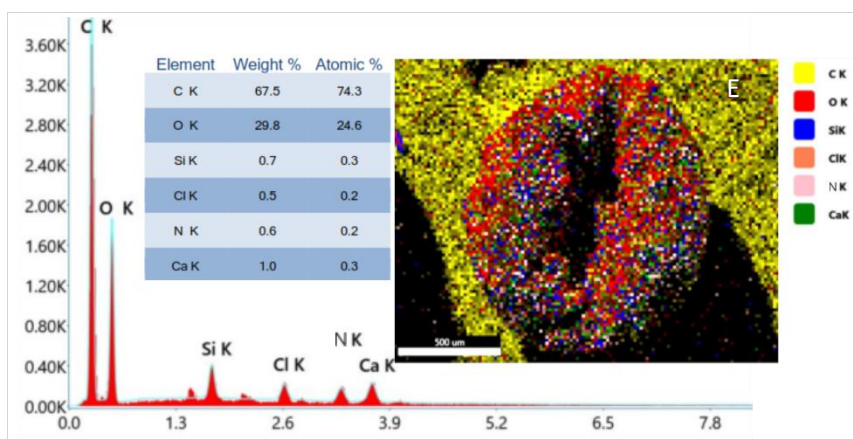 C K
3.60K
3.20K
2.80K
2.40K
2.00K
1.60K
1.20K
0.80K
0.40K
0.00K
O K
Si K
Cl K
N K
Ca K
0.0 1.3 2.6 3.9 5.2 6.5 7.8
Element Weight % Atomic %
C K 67.5 74.3
O K 29.8 24.6
Si K 0.7 0.3
Cl K 0.5 0.2
N K 0.6 0.2
Ca K 1.0 0.3
E
500 um
C K
O K
SiK
ClK
N K
CaK